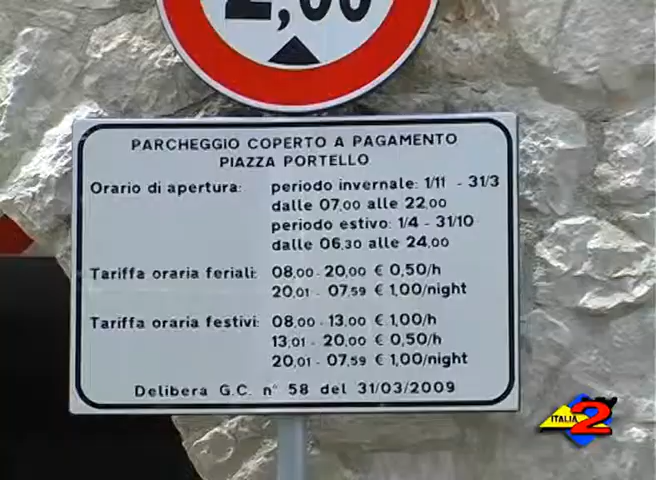 2,00
PARCHEGGIO COPERTO A PAGAMENTO
PIAZZA PORTELLO
Orario di apertura: periodo invernale: 1/11 - 31/3
dalle 07,00 alle 22,00
periodo estivo: 1/4 - 31/10
dalle 06,30 alle 24,00
Tariffa oraria feriali: 08,00 - 20,00 € 0,50/h
20,01 - 07,59 € 1,00/night
Tariffa oraria festivi: 08,00 - 13,00 € 1,00/h
13,01 - 20,00 € 0,50/h
20,01 - 07,59 € 1,00/night
Delibera G.C. n° 58 del 31/03/2009
ITALIA 2